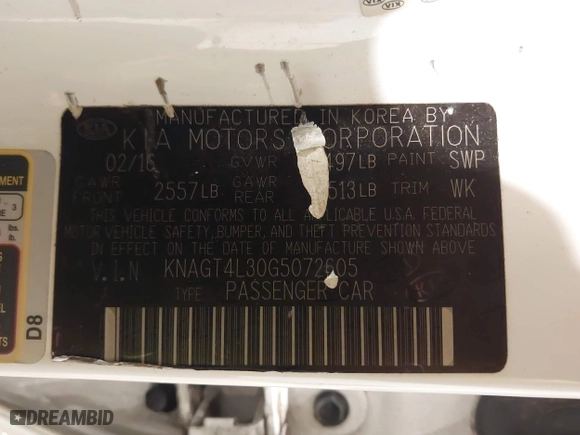 KIA
MANUFACTURED IN KOREA BY
KIA MOTORS CORPORATION
02/16 GVWR 497LB PAINT SWP
GAWR FRONT 2557LB GAWR REAR 513LB TRIM WK
THIS VEHICLE CONFORMS TO ALL APPLICABLE U.S.A. FEDERAL
MOTOR VEHICLE SAFETY, BUMPER, AND THEFT PREVENTION STANDARDS
IN EFFECT ON THE DATE OF MANUFACTURE SHOWN ABOVE.
V.I.N KNAGT4L30G5072605
TYPE PASSENGER CAR
D8
DREAMBID